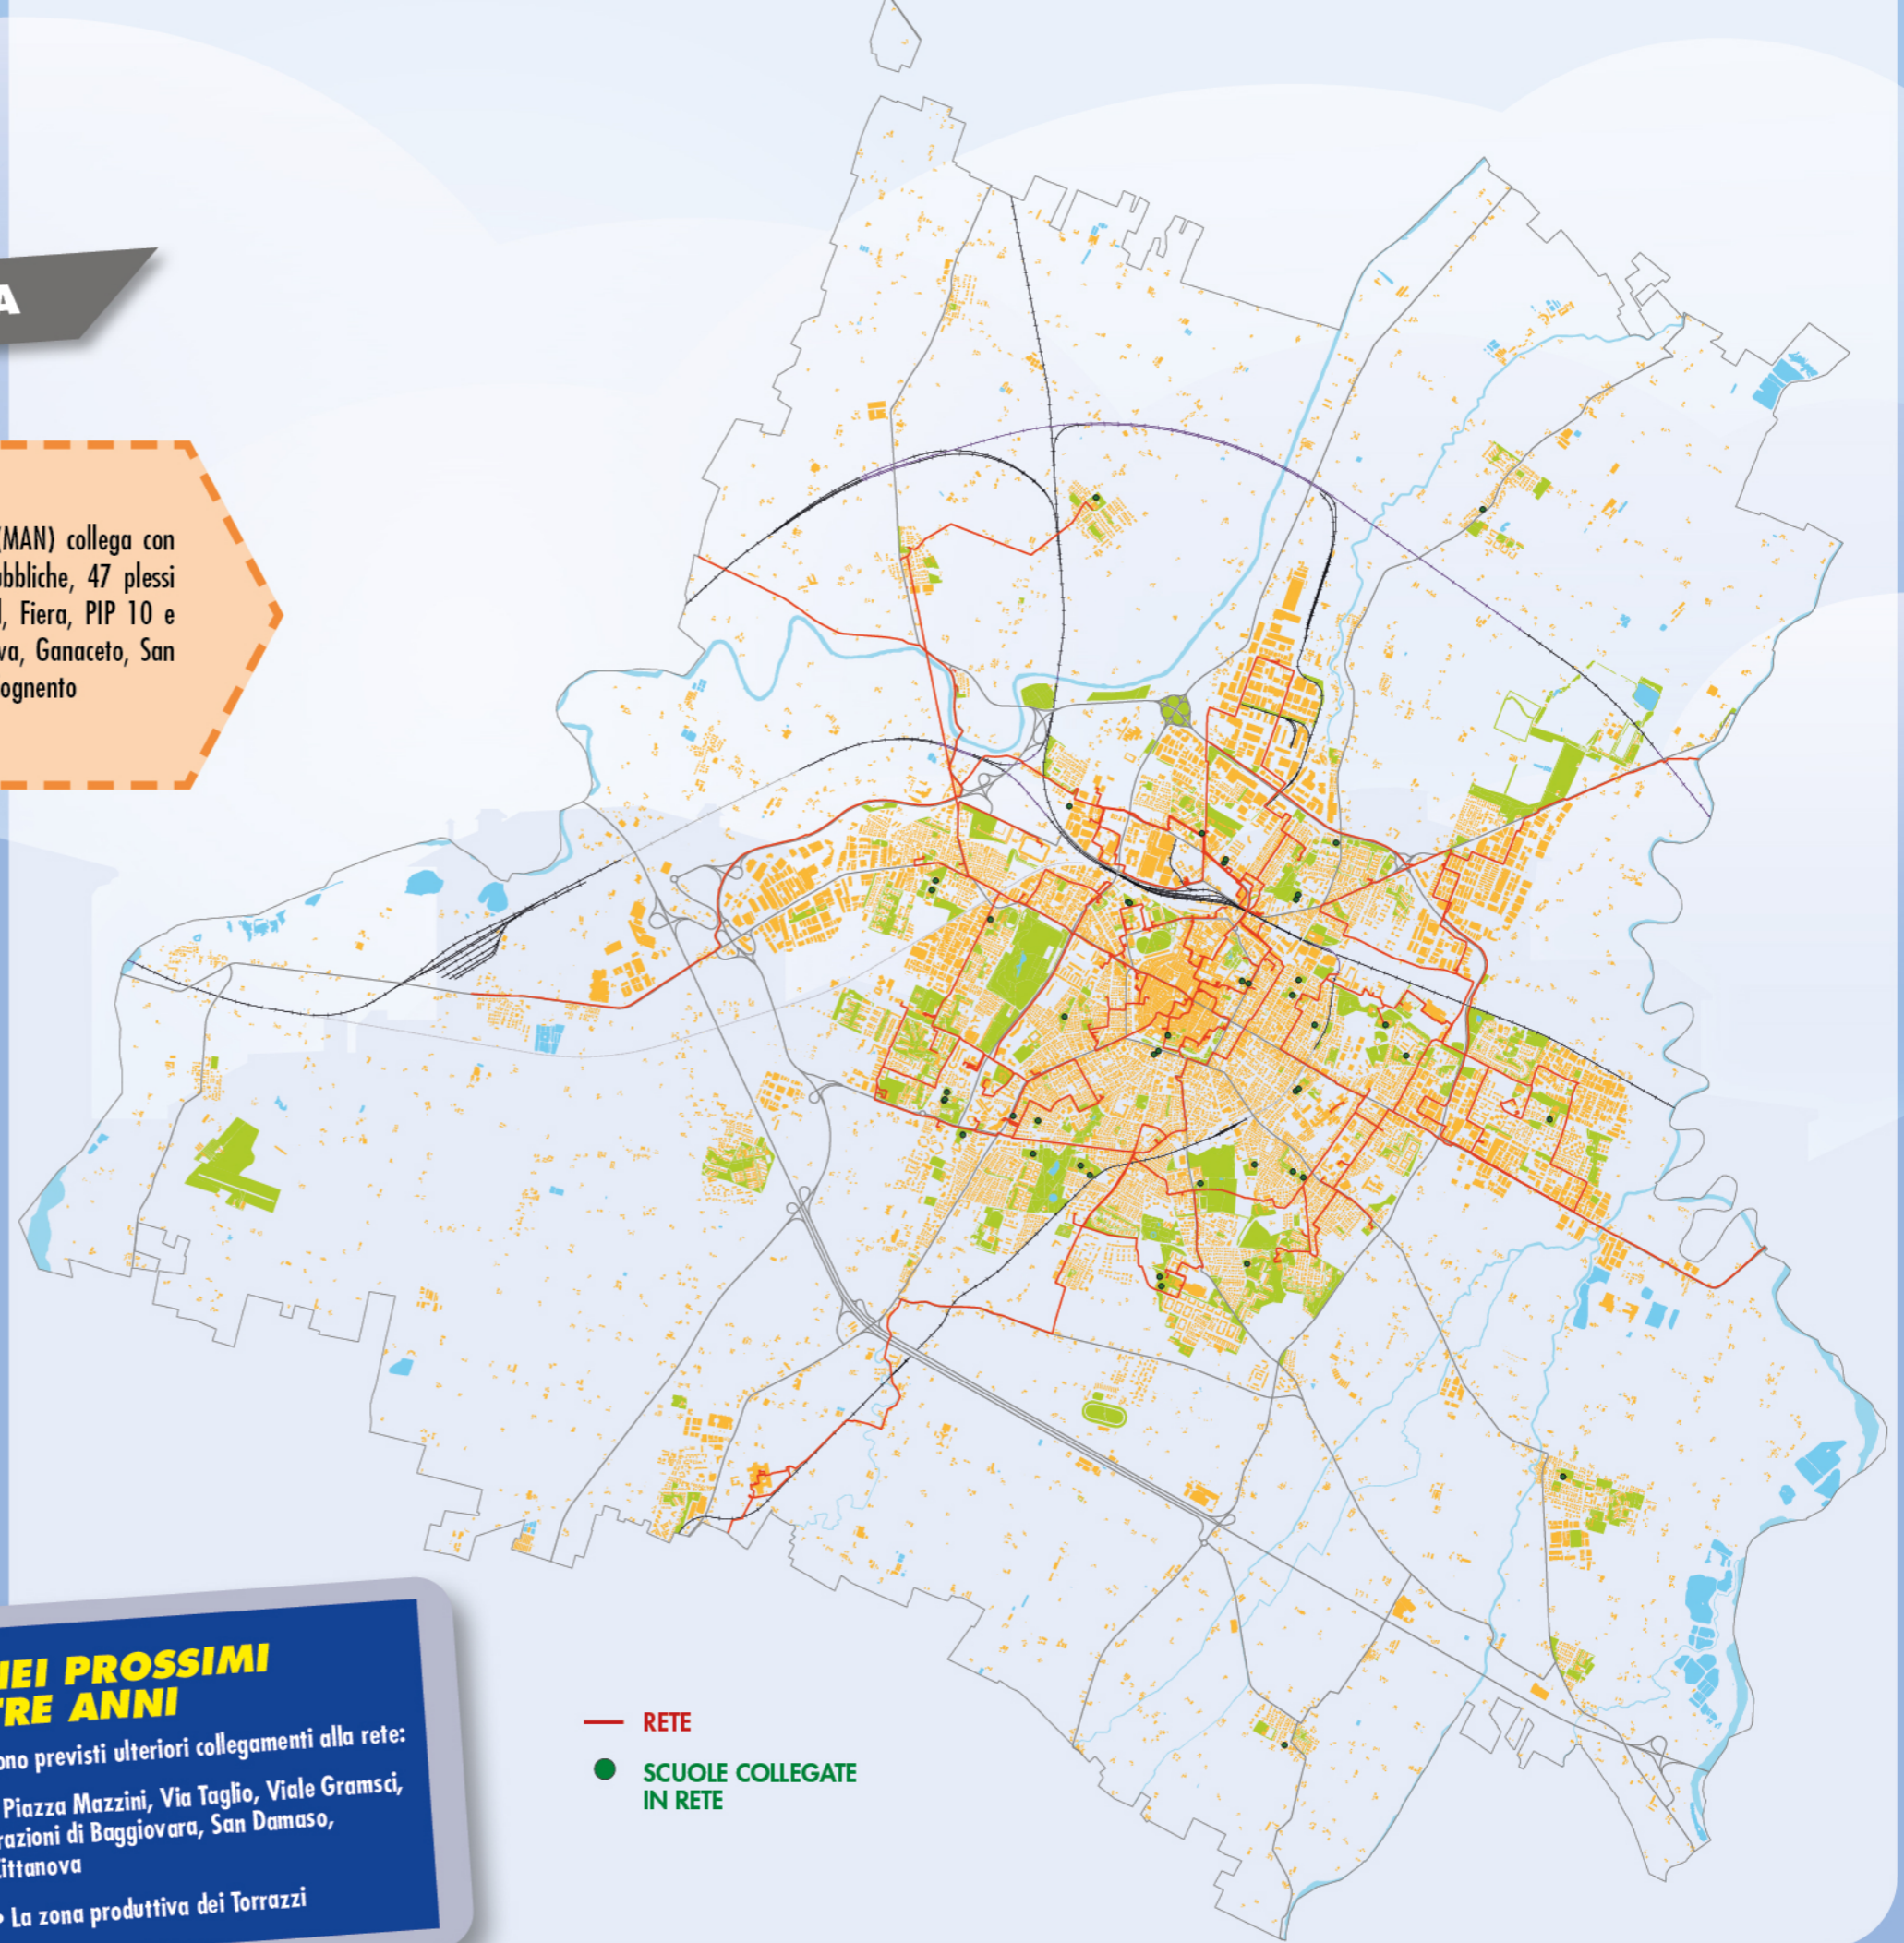 A
(MAN) collega con
bbliche, 47 plessi
, Fiera, PIP 10 e
va, Ganaceto, San
ognento
NEI PROSSIMI
TRE ANNI
ono previsti ulteriori collegamenti alla rete:
Piazza Mazzini, Via Taglio, Viale Gramsci,
razioni di Baggiovara, San Damaso,
Cittanova
• La zona produttiva dei Torrazzi
RETE
SCUOLE COLLEGATE
IN RETE